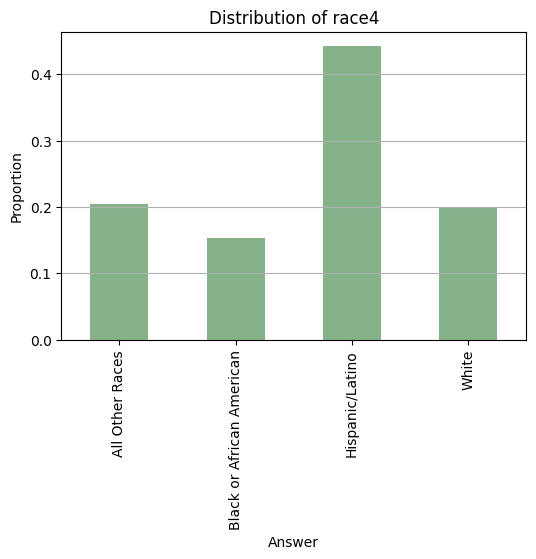 Distribution of race4
Proportion
0.4
0.3
0.2
0.1
0.0
All Other Races
Black or African American
Hispanic/Latino
White
Answer